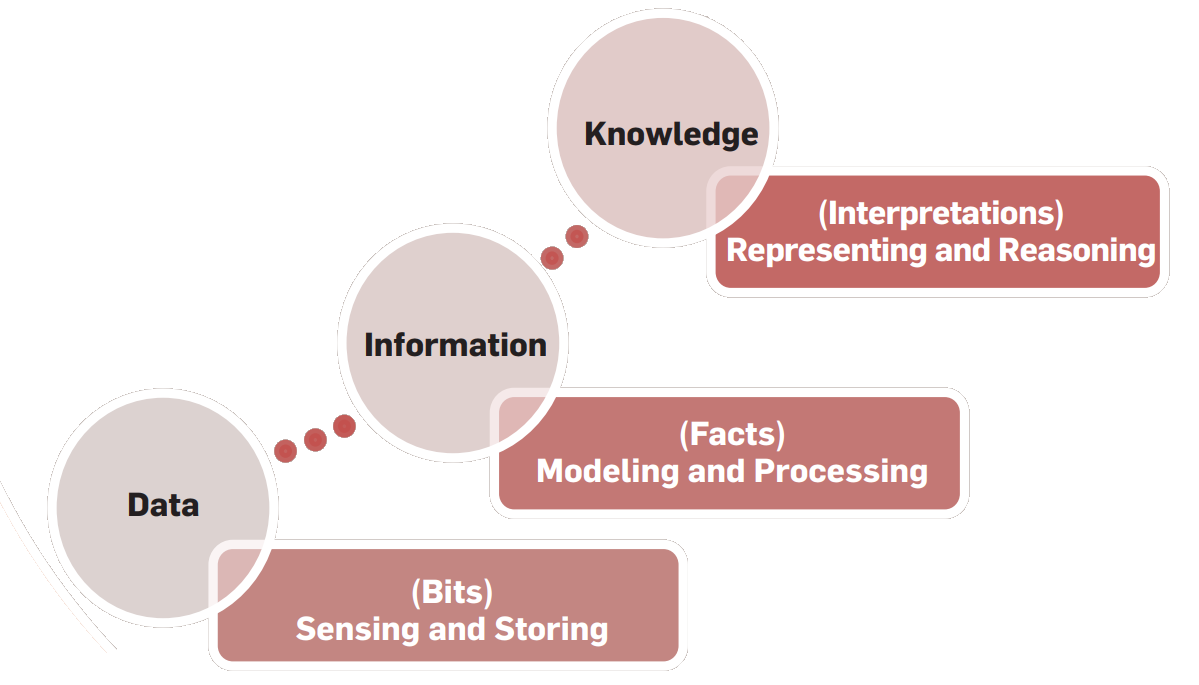 Knowledge
(Interpretations)
Representing and Reasoning
Information
(Facts)
Modeling and Processing
Data
(Bits)
Sensing and Storing